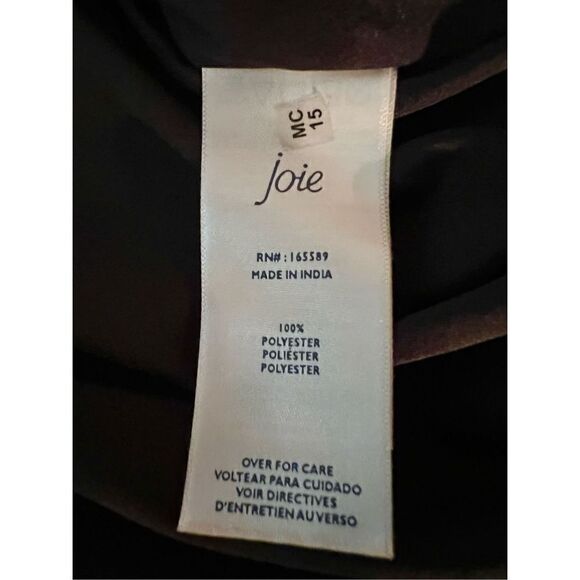 MC
15
joie
RN# : 165589
MADE IN INDIA
100%
POLYESTER
POLIÉSTER
POLYESTER
OVER FOR CARE
VOLTEAR PARA CUIDADO
VOIR DIRECTIVES
D'ENTRETIEN AU VERSO